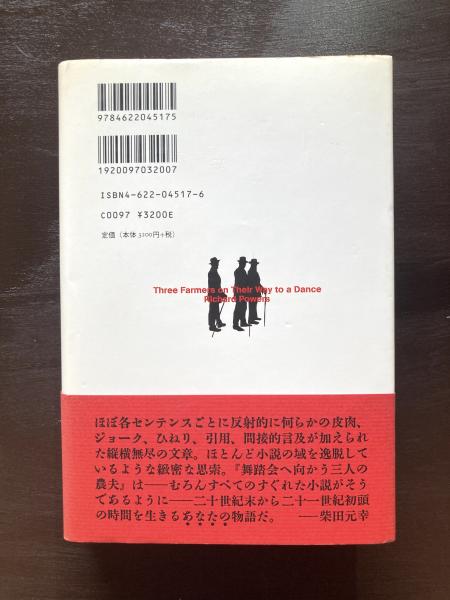 9784622045175
1920097032007
ISBN4-622-04517-6
C0097 ¥3200E
定価(本体3200円+税)
Three Farmers on Their Way to a Dance
Richard Powers
ほぼ各センテンスごとに反射的に何らかの皮肉、
ジョーク、ひねり、引用、間接的言及が加えられ
た縦横無尽の文章。ほとんど小説の域を逸脱して
いるような緻密な思索。『舞踏会へ向かう三人の
農夫』は——むろんすべてのすぐれた小説がそう
であるように——二十世紀末から二十一世紀初頭
の時間を生きるあなたの物語だ。 ——柴田元幸